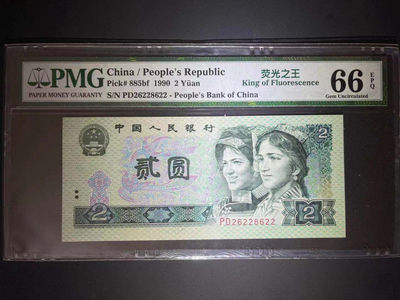 PMG
PAPER MONEY GUARANTY
China / People's Republic
Pick# 885bf 1990 2 Yüan
S/N PD26228622 - People's Bank of China
荧光之王
King of Fluorescence
66 EPQ
Gem Uncirculated
中国人民银行
2
贰圆
PD26228622
2
2